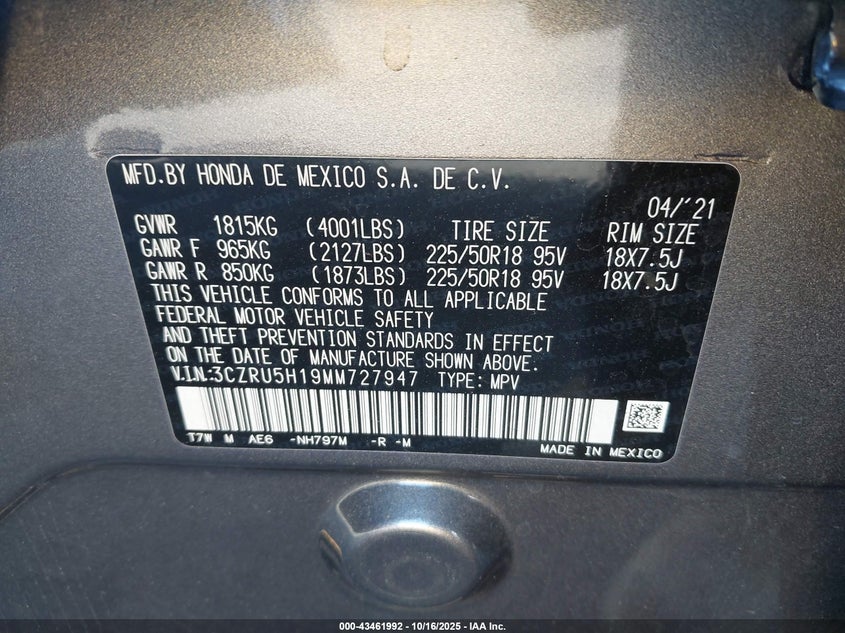 MFD.BY HONDA DE MEXICO S.A. DE C.V.
04/'21
GVWR 1815KG (4001LBS) TIRE SIZE RIM SIZE
GAWR F 965KG (2127LBS) 225/50R18 95V 18X7.5J
GAWR R 850KG (1873LBS) 225/50R18 95V 18X7.5J
THIS VEHICLE CONFORMS TO ALL APPLICABLE
FEDERAL MOTOR VEHICLE SAFETY
AND THEFT PREVENTION STANDARDS IN EFFECT
ON THE DATE OF MANUFACTURE SHOWN ABOVE.
V.I.N:3CZRU5H19MM727947 TYPE: MPV
T7W M AE6 -NH797M -R -M
MADE IN MEXICO
000-43461992 | 10/16/2025 - IAA Inc.